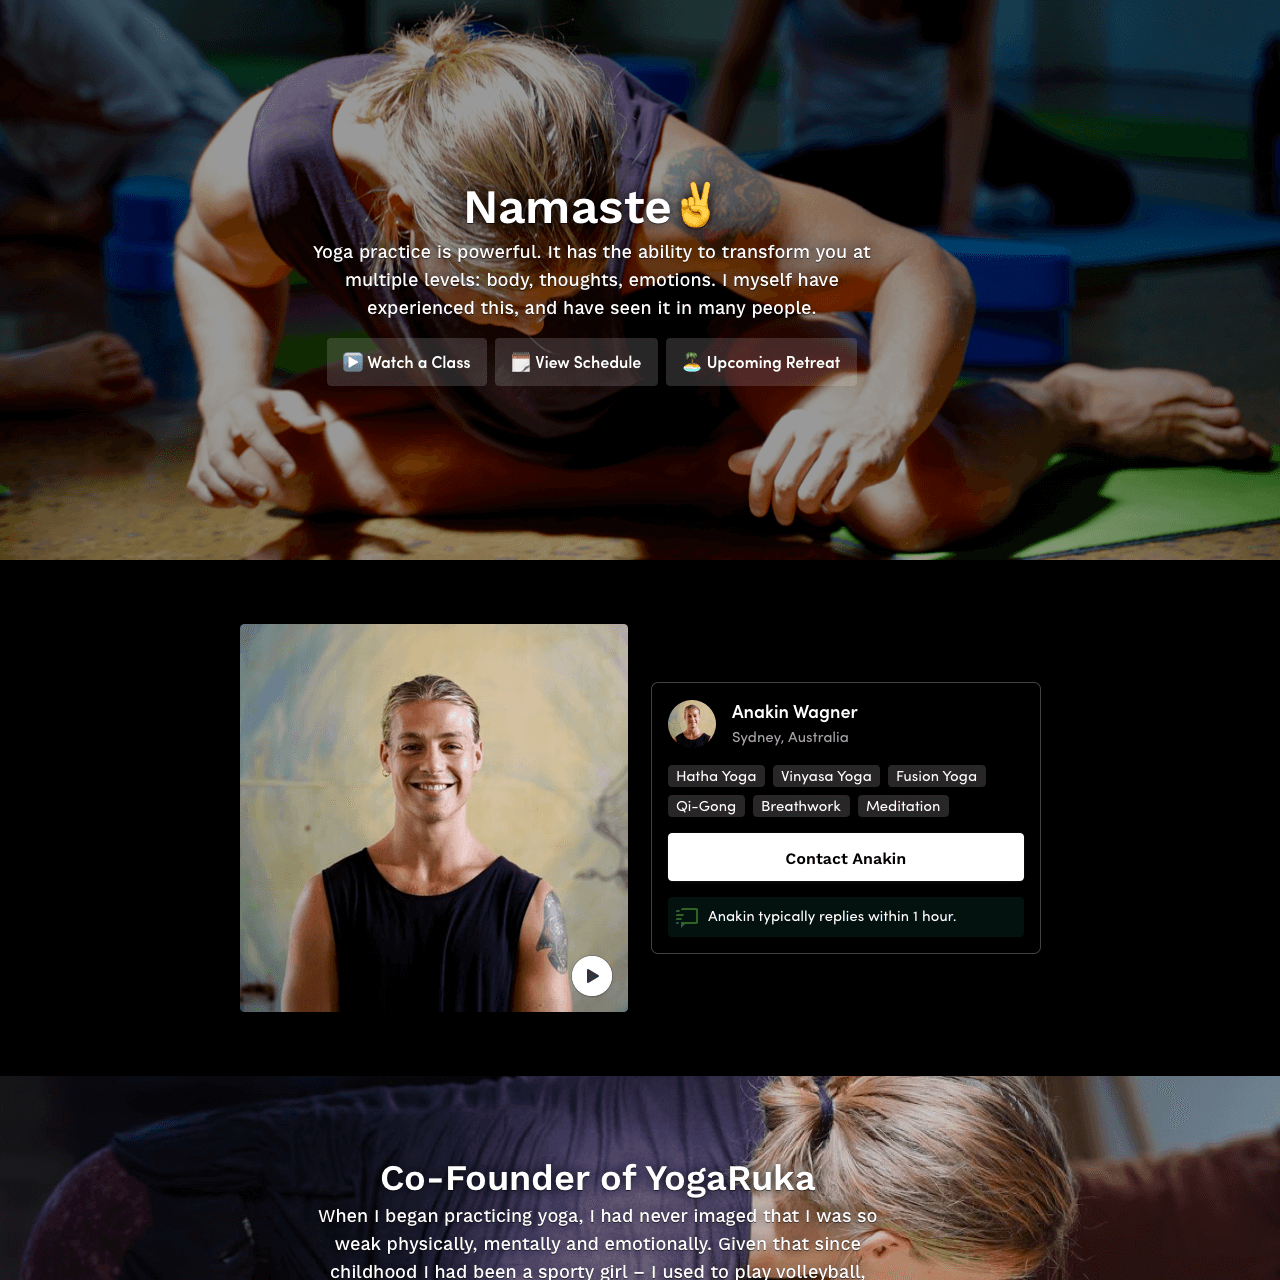 Namaste✌️
Yoga practice is powerful. It has the ability to transform you at
multiple levels: body, thoughts, emotions. I myself have
experienced this, and have seen it in many people.
▶️ Watch a Class
🗓️ View Schedule
🏝️ Upcoming Retreat
Anakin Wagner
Sydney, Australia
Hatha Yoga
Vinyasa Yoga
Fusion Yoga
Qi-Gong
Breathwork
Meditation
Contact Anakin
Anakin typically replies within 1 hour.
Co-Founder of YogaRuka
When I began practicing yoga, I had never imaged that I was so
weak physically, mentally and emotionally. Given that since
childhood I had been a sporty girl – I used to play volleyball,